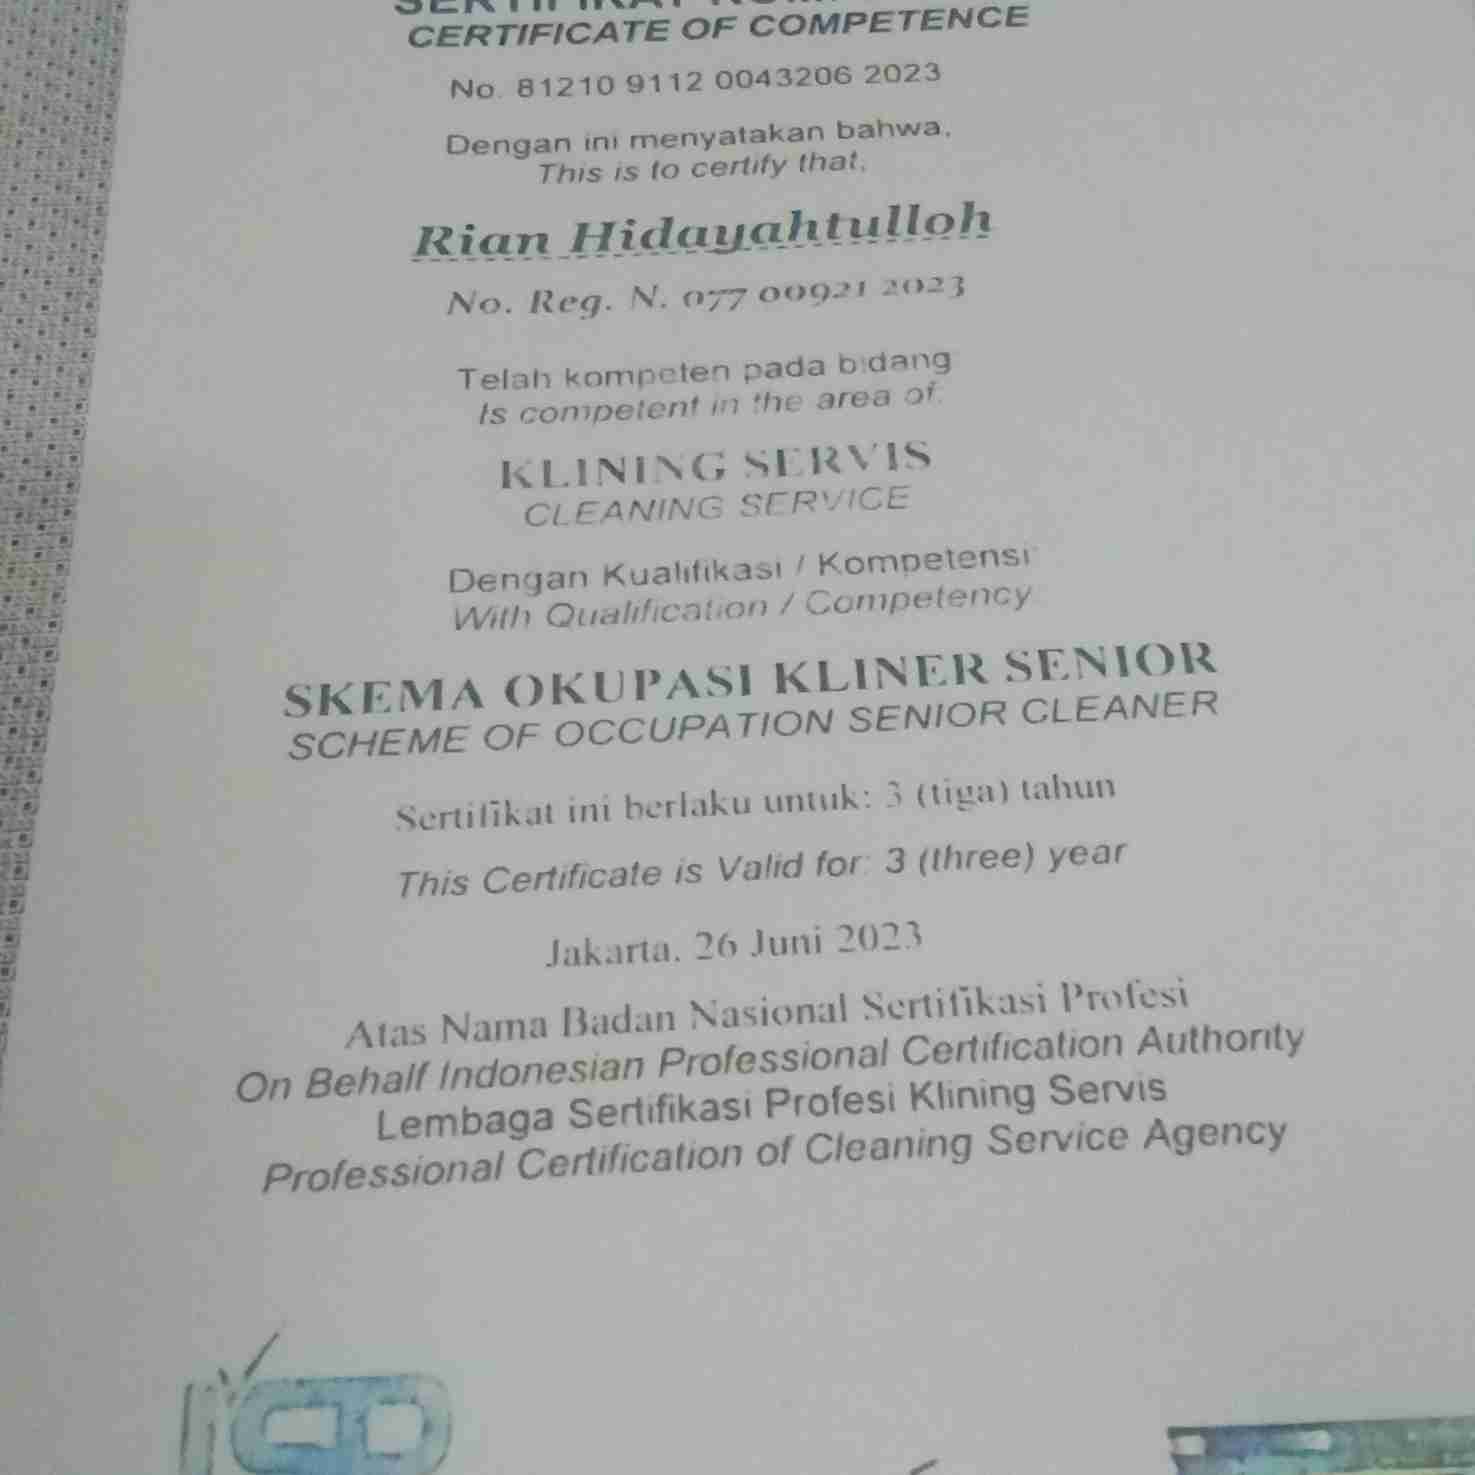 CERTIFICATE OF COMPETENCE
No. 81210 9112 0043206 2023
Dengan ini menyatakan bahwa,
This is to certify that,
Rian Hidayahtulloh
No. Reg. N. 077 00921 2023
Telah kompeten pada bidang
Is competent in the area of:
KLINING SERVIS
CLEANING SERVICE
Dengan Kualifikasi / Kompetensi
With Qualification / Competency
SKEMA OKUPASI KLINER SENIOR
SCHEME OF OCCUPATION SENIOR CLEANER
Sertifikat ini berlaku untuk: 3 (tiga) tahun
This Certificate is Valid for: 3 (three) year
Jakarta, 26 Juni 2023
Atas Nama Badan Nasional Sertifikasi Profesi
On Behalf Indonesian Professional Certification Authority
Lembaga Sertifikasi Profesi Klining Servis
Professional Certification of Cleaning Service Agency